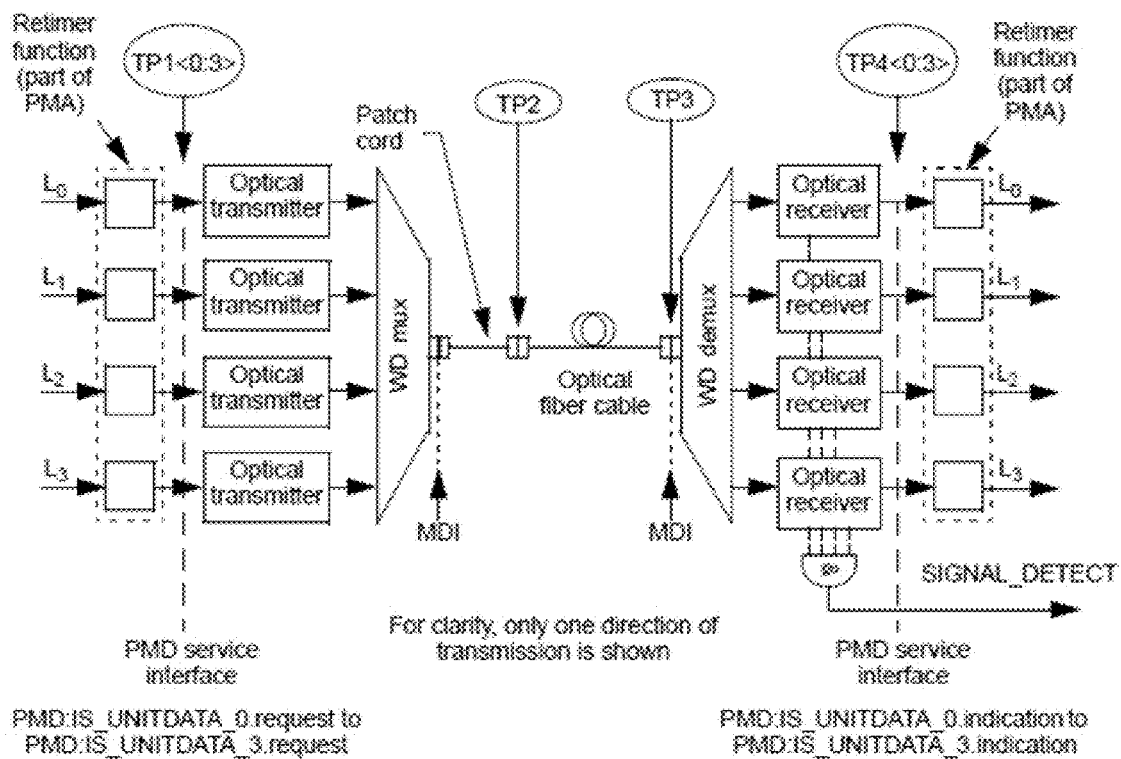 Retimer
function
(part of
PMA)
TP1<0:3>
Patch
cord
TP2
TP3
TP4<0:3>
Retimer
function
(part of
PMA)
L0
Optical
transmitter
Optical
receiver
L0
L1
Optical
transmitter
Optical
receiver
L1
WD mux
Optical
fiber cable
WD demux
L2
Optical
transmitter
Optical
receiver
L2
L3
Optical
transmitter
Optical
receiver
L3
MDI
MDI
&
SIGNAL_DETECT
For clarity, only one direction of
transmission is shown
PMD service
interface
PMD service
interface
PMD:IS_UNITDATA_0.request to
PMD:IS_UNITDATA_3.request
PMD:IS_UNITDATA_0.indication to
PMD:IS_UNITDATA_3.indication